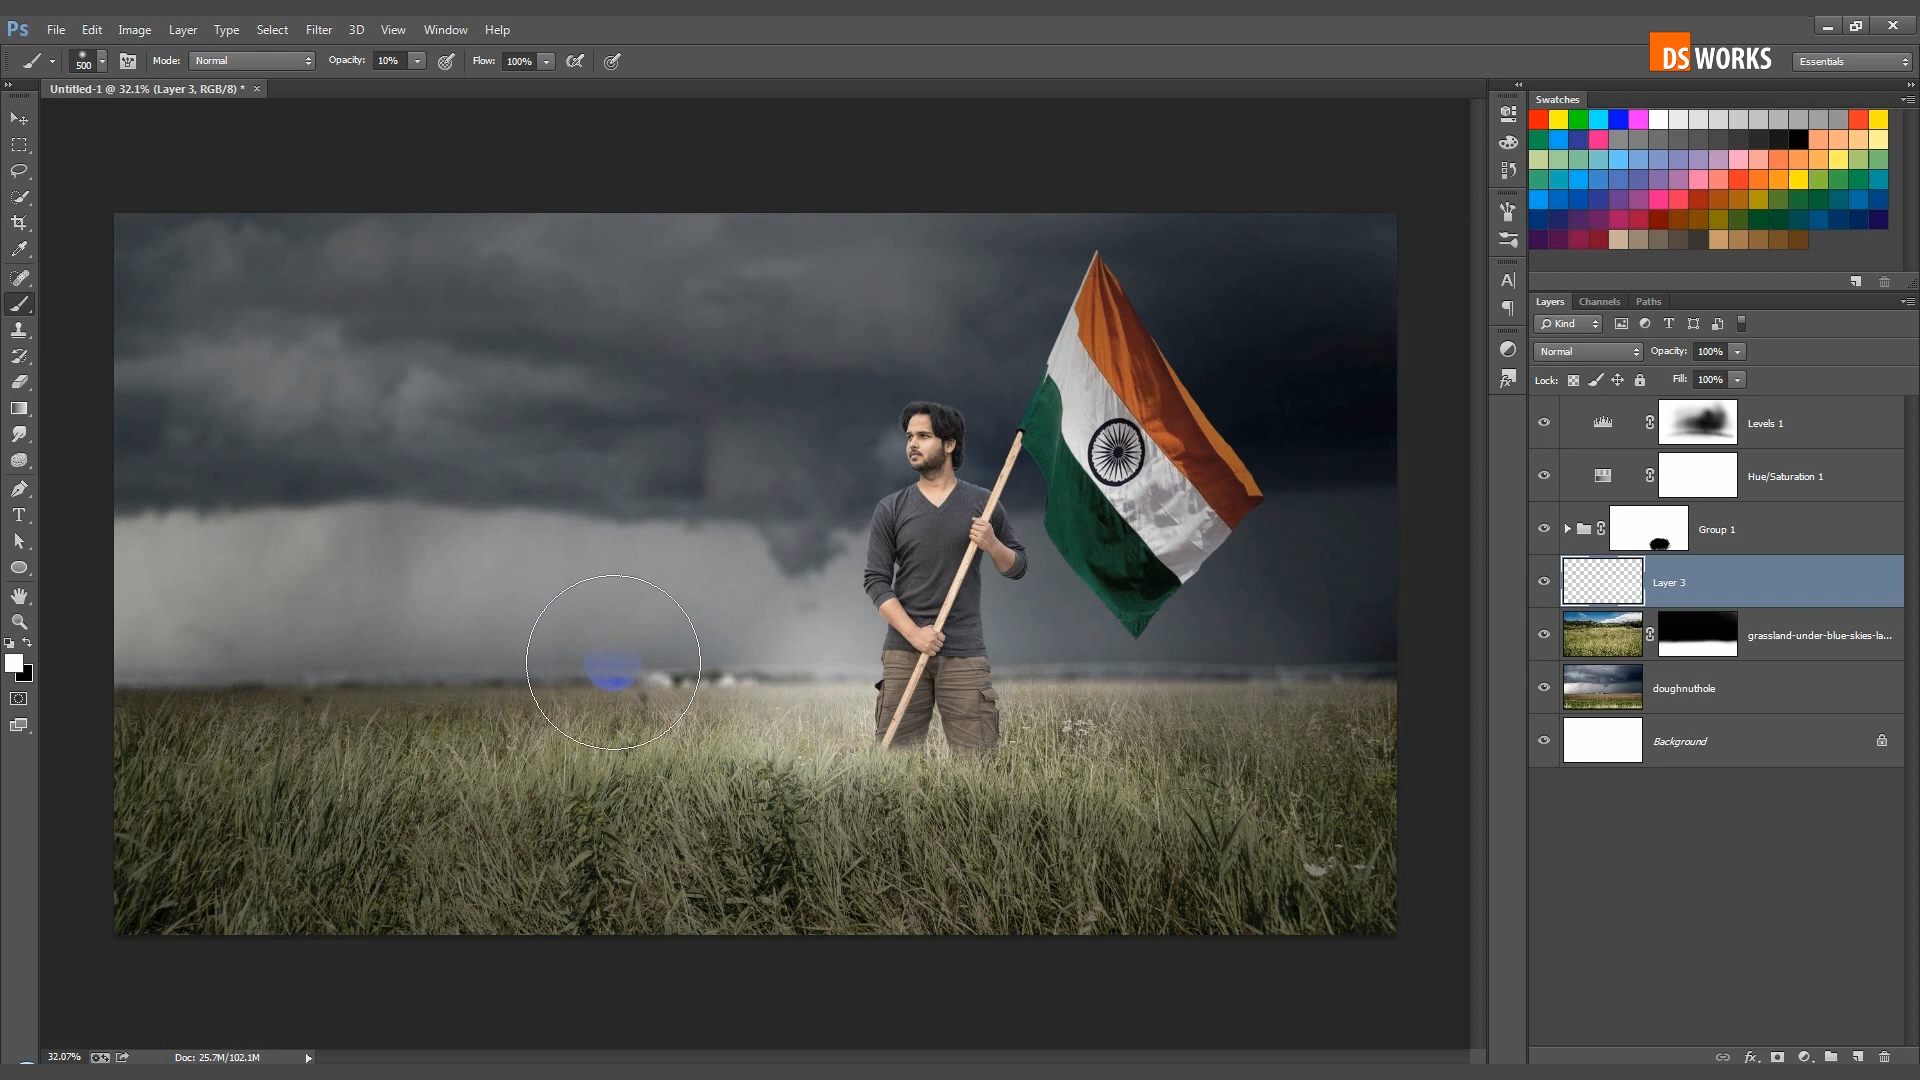 Ps File Edit Image Layer Type Select Filter 3D View Window Help
500 Mode: Normal Opacity: 10% Flow: 100%
DS WORKS
Essentials
Untitled-1 @ 32.1% (Layer 3, RGB/8) * ×
Swatches
Layers Channels Paths
Kind
Normal Opacity: 100%
Lock: Fill: 100%
Levels 1
Hue/Saturation 1
Group 1
Layer 3
grassland-under-blue-skies-la...
doughnuthole
Background
32.07% Doc: 25.7M/102.1M